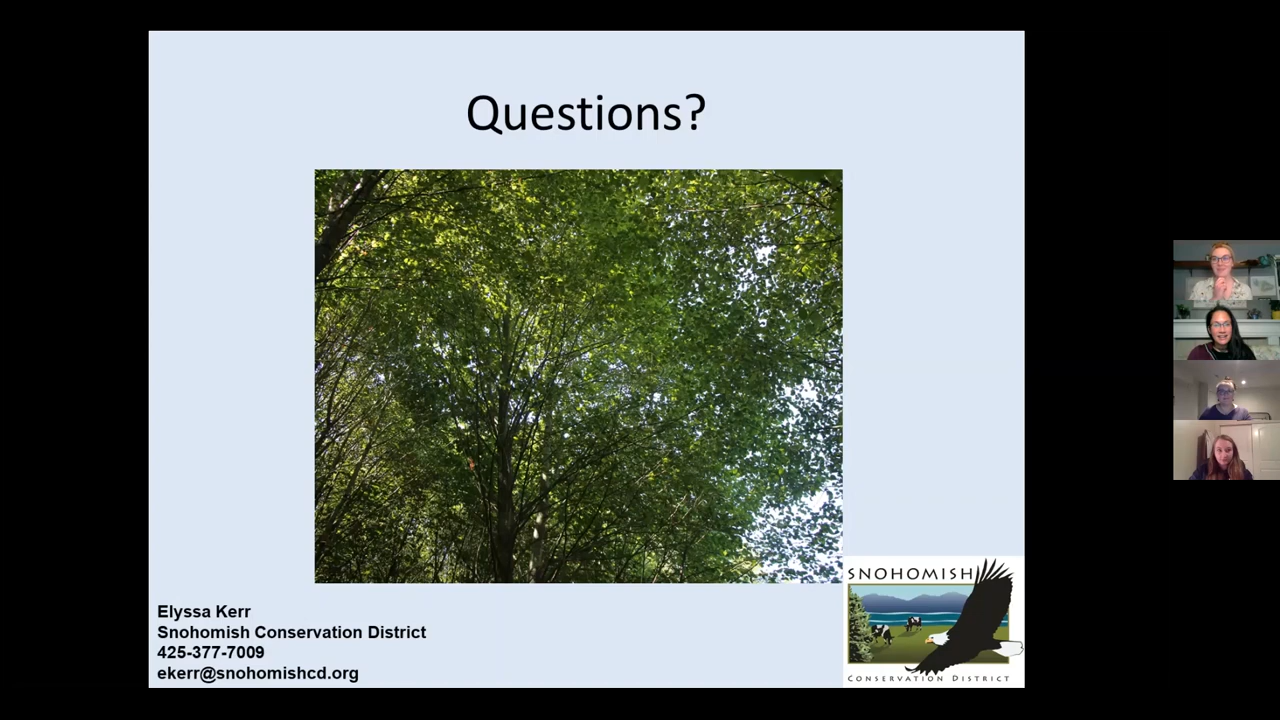 Questions?
Elyssa Kerr
Snohomish Conservation District
425-377-7009
ekerr@snohomishcd.org
SNOHOMISH
CONSERVATION DISTRICT